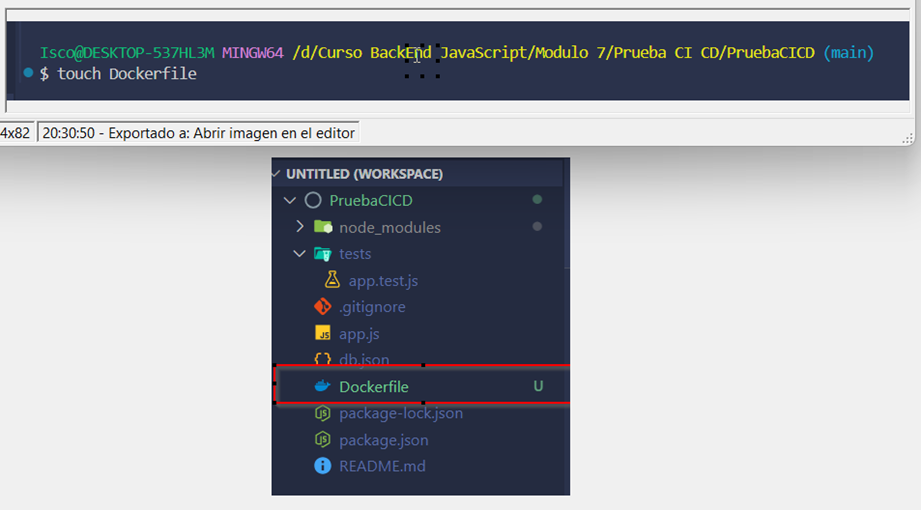 Isco@DESKTOP-537HL3M MINGW64 /d/Curso BackEnd JavaScript/Modulo 7/Prueba CI CD/PruebaCICD (main)
$ touch Dockerfile
4x82 20:30:50 - Exportado a: Abrir imagen en el editor
UNTITLED (WORKSPACE)
PruebaCICD
node_modules
tests
app.test.js
.gitignore
JS app.js
db.json
Dockerfile U
package-lock.json
package.json
README.md